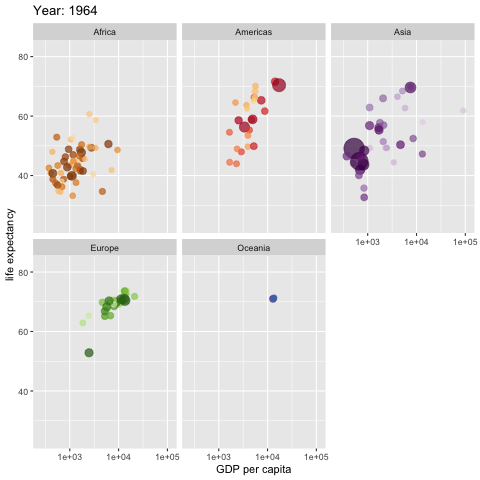 Year: 1964
Africa
Americas
Asia
80
60
40
1e+03 1e+04 1e+05
Europe
Oceania
80
60
40
1e+03 1e+04 1e+05
1e+03 1e+04 1e+05
life expectancy
GDP per capita